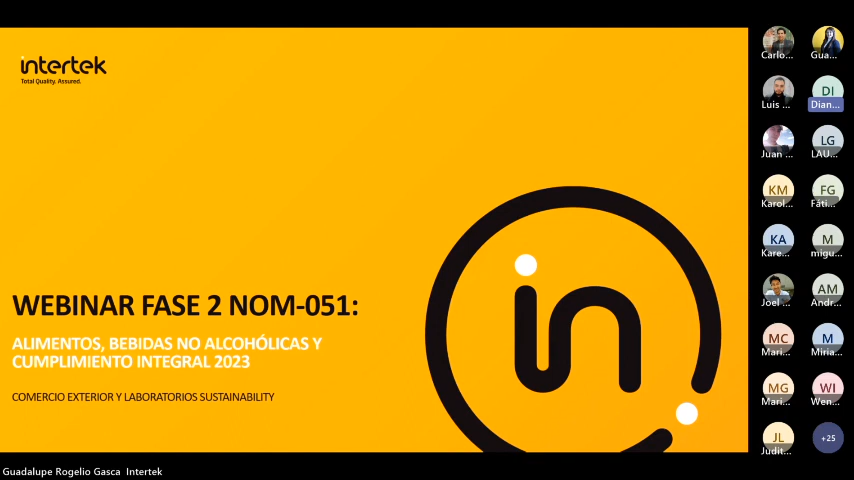 intertek
Total Quality. Assured.
WEBINAR FASE 2 NOM-051:
ALIMENTOS, BEBIDAS NO ALCOHÓLICAS Y
CUMPLIMIENTO INTEGRAL 2023
COMERCIO EXTERIOR Y LABORATORIOS SUSTAINABILITY
in
Guadalupe Rogelio Gasca Intertek
Carlo...
Gua...
Luis ...
DI
Dian...
Juan ...
LG
LAU...
KM
Karol...
FG
Fáti...
KA
Kare...
M
migu...
Joel ...
AM
Andr...
MC
Mari...
M
Miria...
MG
Mari...
WI
Wen...
JL
Judit...
+25